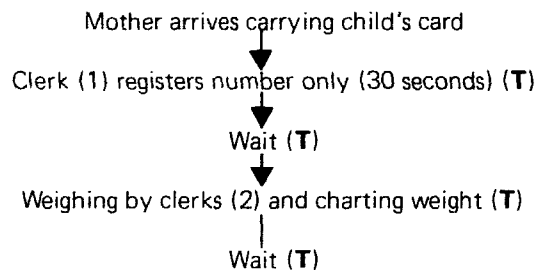 Mother arrives carrying child's card
Clerk (1) registers number only (30 seconds) (T)
Wait (T)
Weighing by clerks (2) and charting weight (T)
Wait (T)